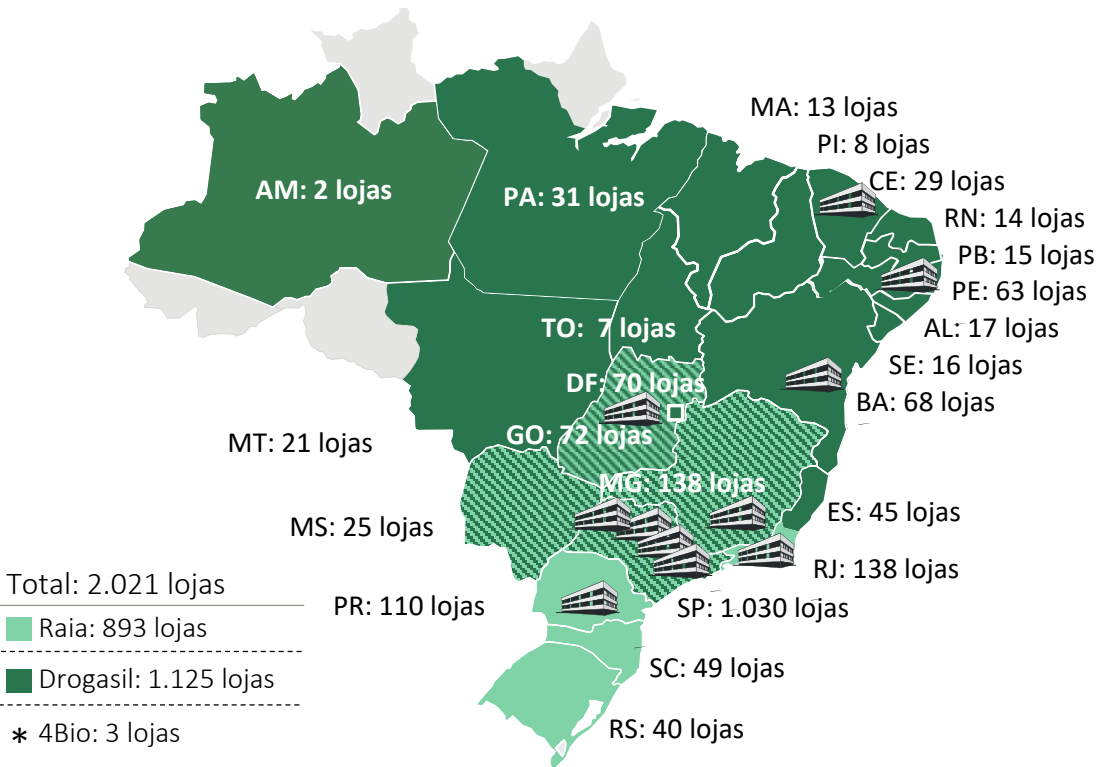 MA: 13 lojas
PI: 8 lojas
CE: 29 lojas
AM: 2 lojas
PA: 31 lojas
RN: 14 lojas
PB: 15 lojas
PE: 63 lojas
AL: 17 lojas
TO: 7 lojas
SE: 16 lojas
DF: 70 lojas
BA: 68 lojas
MT: 21 lojas
GO: 72 lojas
MG: 138 lojas
MS: 25 lojas
ES: 45 lojas
RJ: 138 lojas
PR: 110 lojas
SP: 1.030 lojas
SC: 49 lojas
RS: 40 lojas
Total: 2.021 lojas
Raia: 893 lojas
Drogasil: 1.125 lojas
* 4Bio: 3 lojas